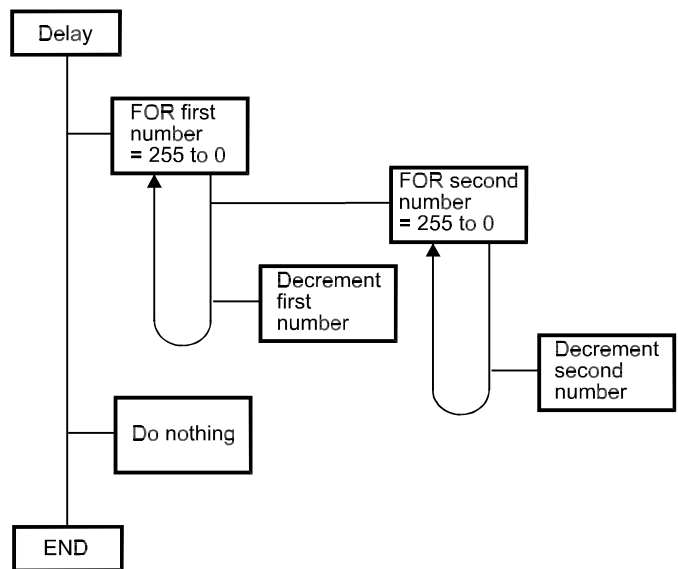 Delay
FOR first
number
= 255 to 0
FOR second
number
= 255 to 0
Decrement
first
number
Decrement
second
number
Do nothing
END